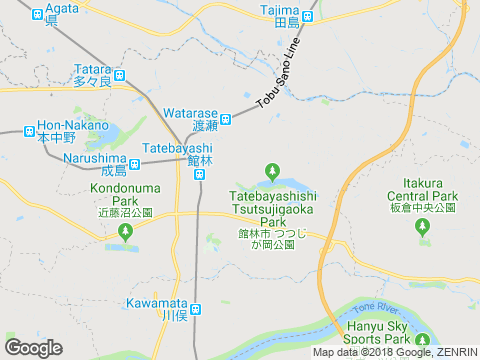 Agata
県
Tajima
田島
Tobu Sano Line
Tatara
多々良
Watarase
渡瀬
Hon-Nakano
本中野
Tatebayashi
館林
Narushima
成島
Kondonuma
Park
近藤沼公園
Tatebayashishi
Tsutsujigaoka
Park
館林市 つつじ
が岡公園
Itakura
Central Park
板倉中央公園
Kawamata
川俣
Tone River
Hanyu Sky
Sports Park
Google
Map data ©2018 Google, ZENRIN